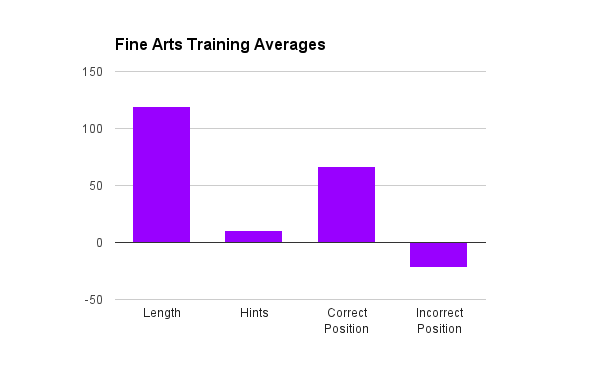 Fine Arts Training Averages
150
100
50
0
-50
Length
Hints
Correct
Position
Incorrect
Position